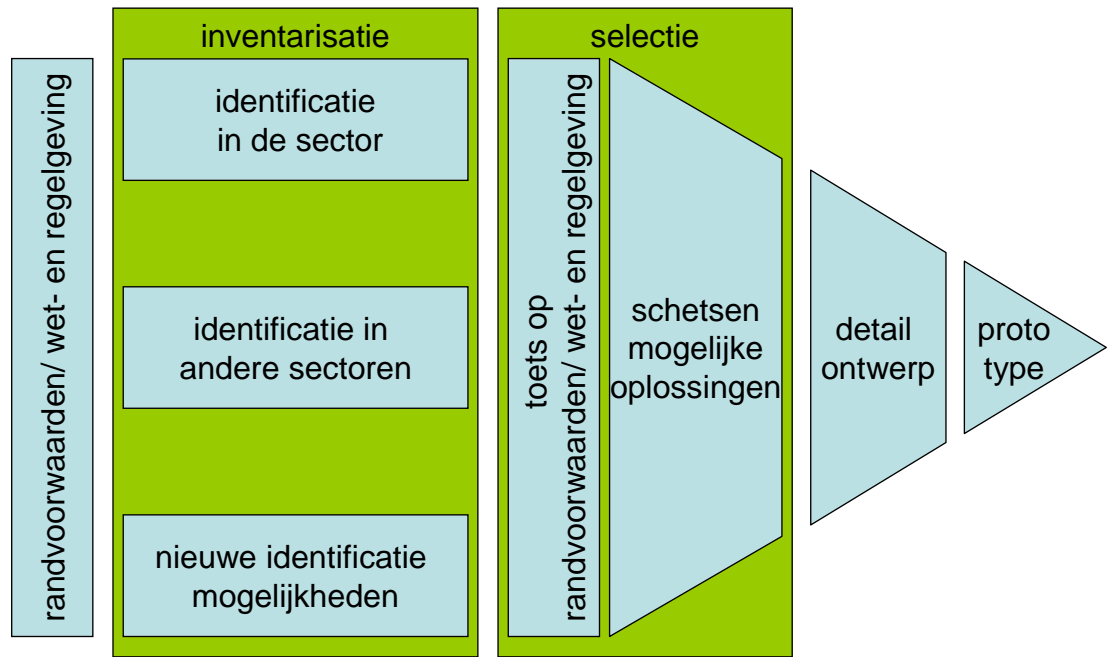 randvoorwaarden/ wet- en regelgeving
inventarisatie
identificatie
in de sector
identificatie in
andere sectoren
nieuwe identificatie
mogelijkheden
selectie
toets op
randvoorwaarden/ wet- en regelgeving
schetsen
mogelijke
oplossingen
detail
ontwerp
proto
type